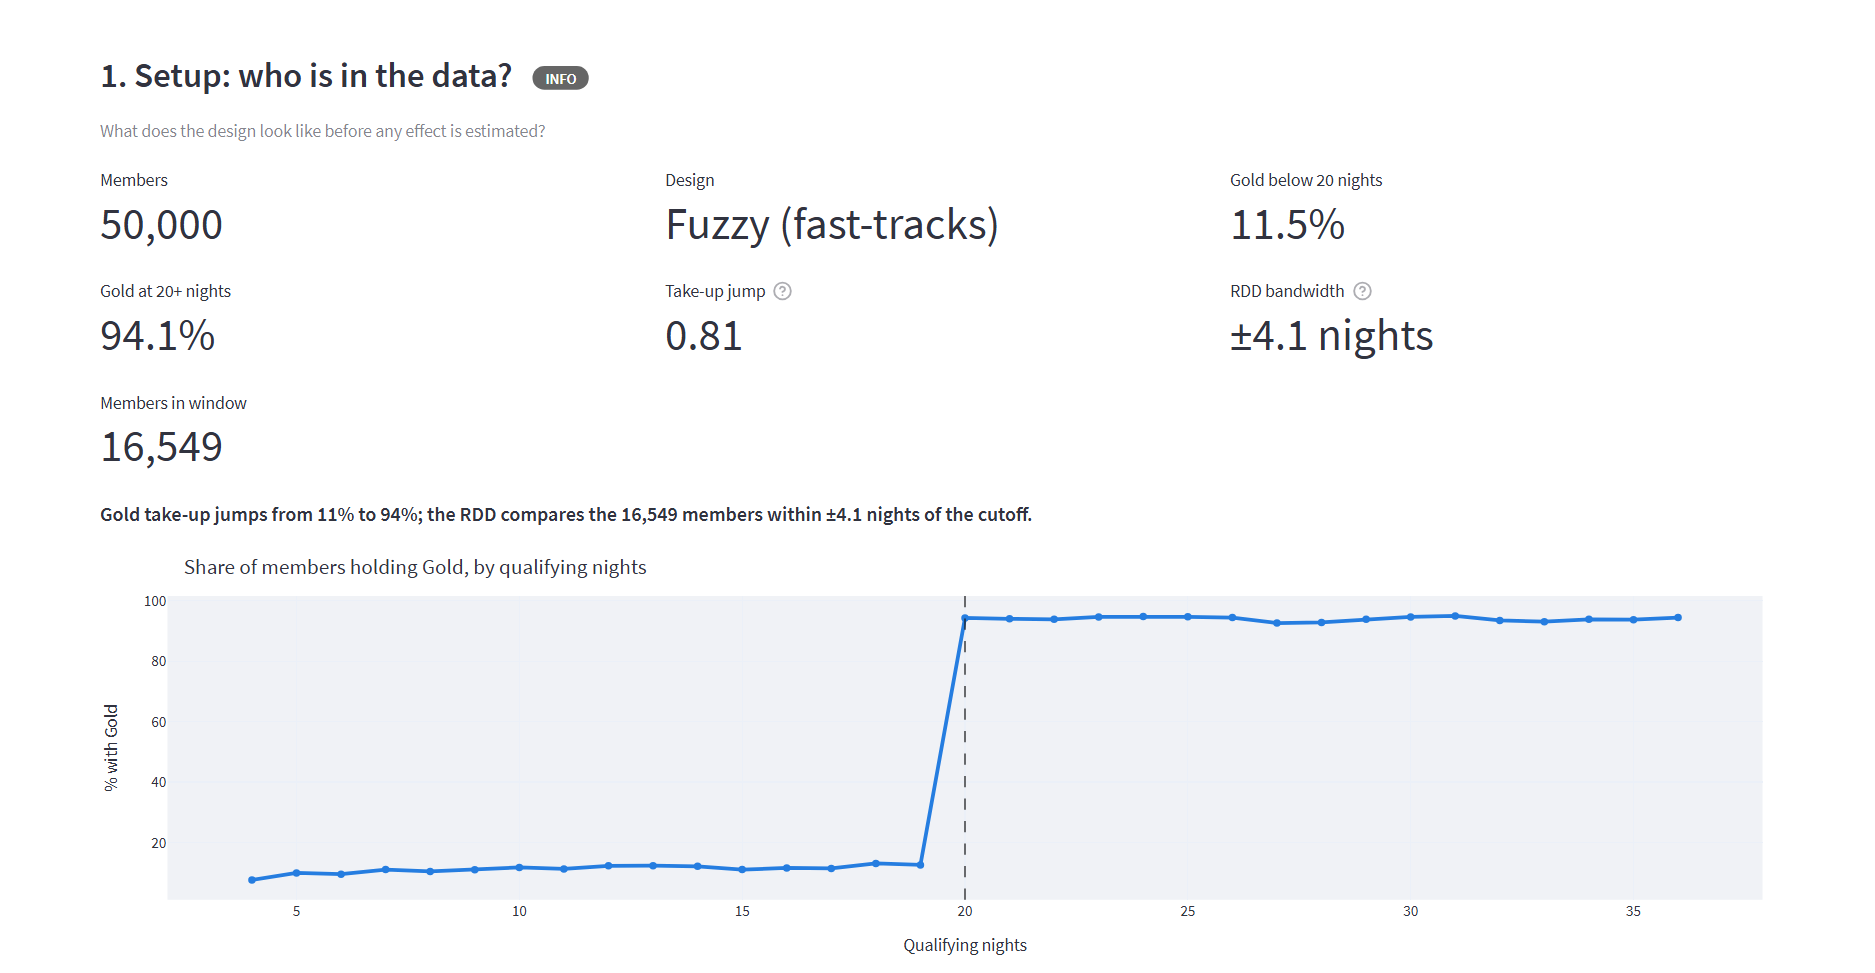 1. Setup: who is in the data? INFO
What does the design look like before any effect is estimated?
Members
50,000
Design
Fuzzy (fast-tracks)
Gold below 20 nights
11.5%
Gold at 20+ nights
94.1%
Take-up jump ?
0.81
RDD bandwidth ?
±4.1 nights
Members in window
16,549
Gold take-up jumps from 11% to 94%; the RDD compares the 16,549 members within ±4.1 nights of the cutoff.
Share of members holding Gold, by qualifying nights
% with Gold
100
80
60
40
20
5 10 15 20 25 30 35
Qualifying nights